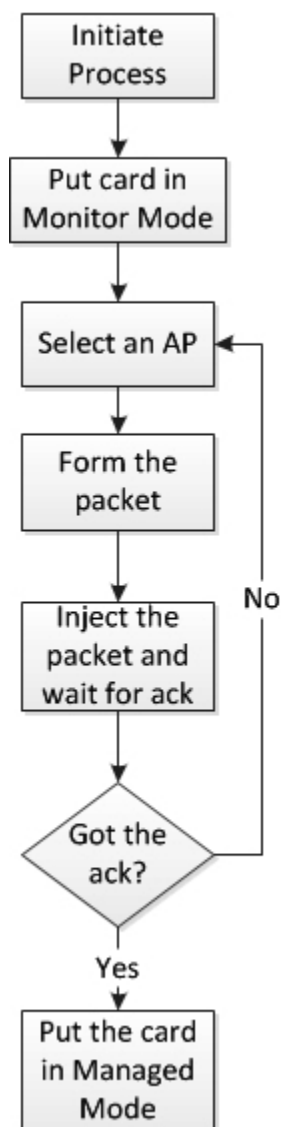 Initiate
Process
Put card in
Monitor Mode
Select an AP
Form the
packet
Inject the
packet and
wait for ack
No
Got the
ack?
Yes
Put the card
in Managed
Mode